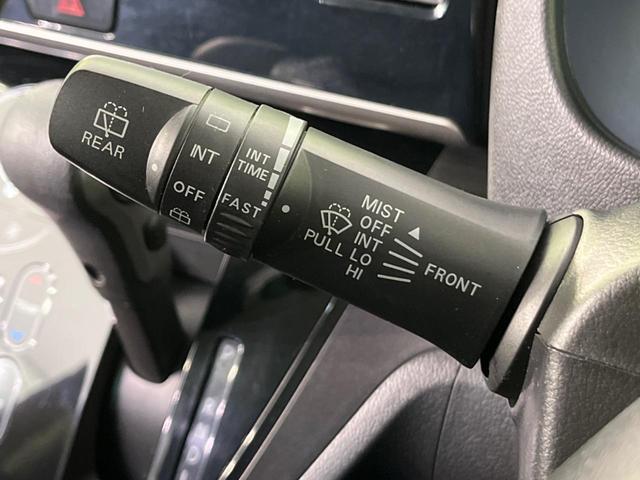 REAR
INT
OFF
INT
TIME
FAST
MIST
OFF
INT
PULL LO
HI
FRONT